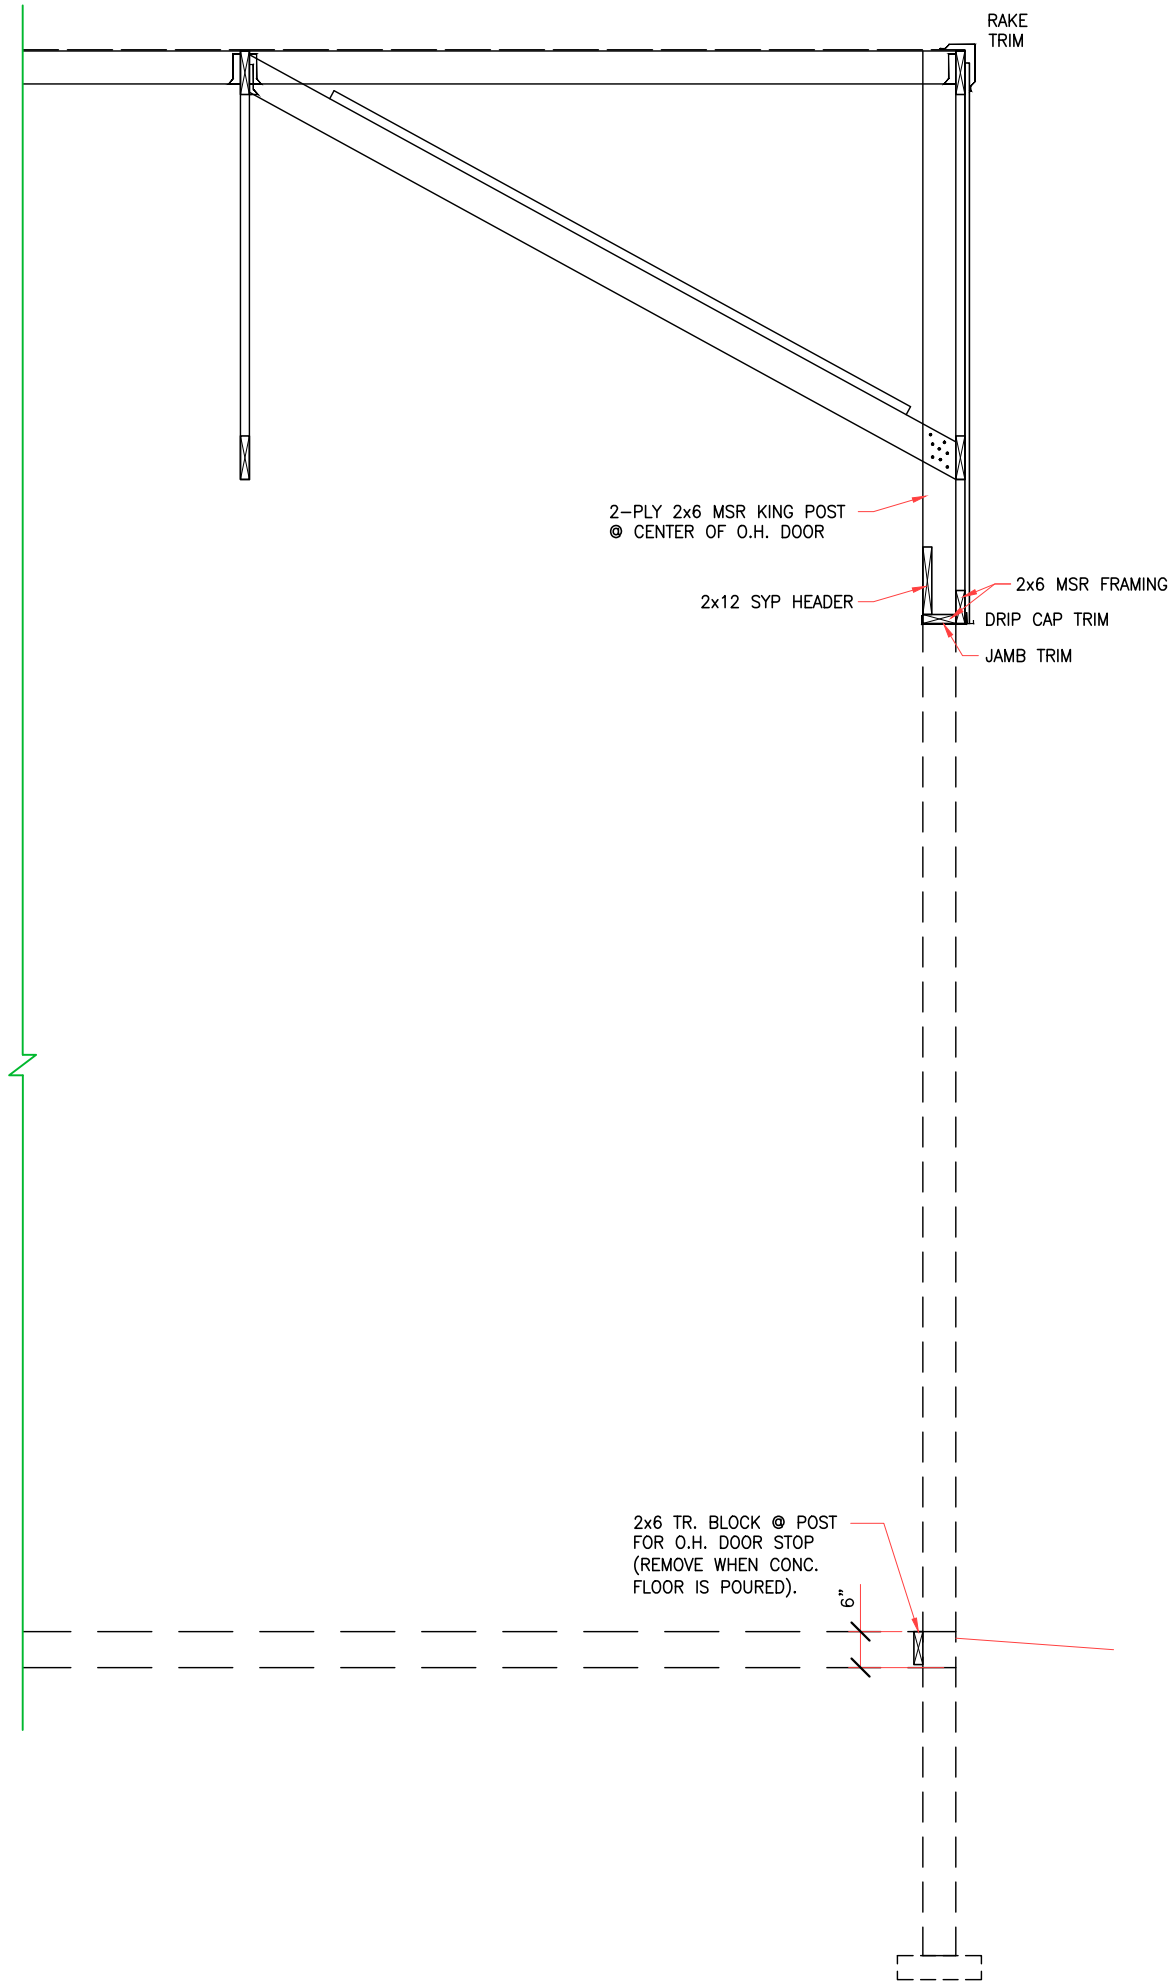 RAKE
TRIM
2-PLY 2x6 MSR KING POST
@ CENTER OF O.H. DOOR
2x12 SYP HEADER
2x6 MSR FRAMING
DRIP CAP TRIM
JAMB TRIM
2x6 TR. BLOCK @ POST
FOR O.H. DOOR STOP
(REMOVE WHEN CONC.
FLOOR IS POURED).
6"